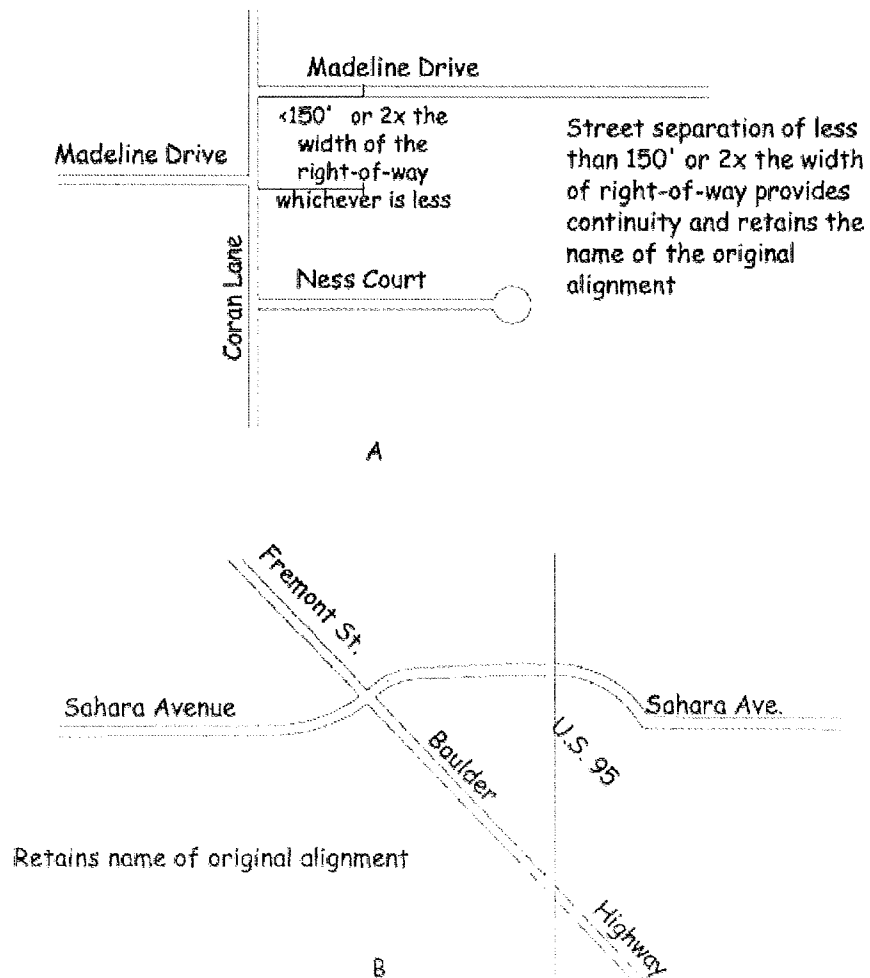 Madeline Drive
<150' or 2x the
width of the
right-of-way
whichever is less
Madeline Drive
Street separation of less
than 150' or 2x the width
of right-of-way provides
continuity and retains the
name of the original
alignment
Coran Lane
Ness Court
A
Fremont St.
Sahara Avenue
Sahara Ave.
Baulder
U.S. 95
Retains name of original alignment
Highway
B